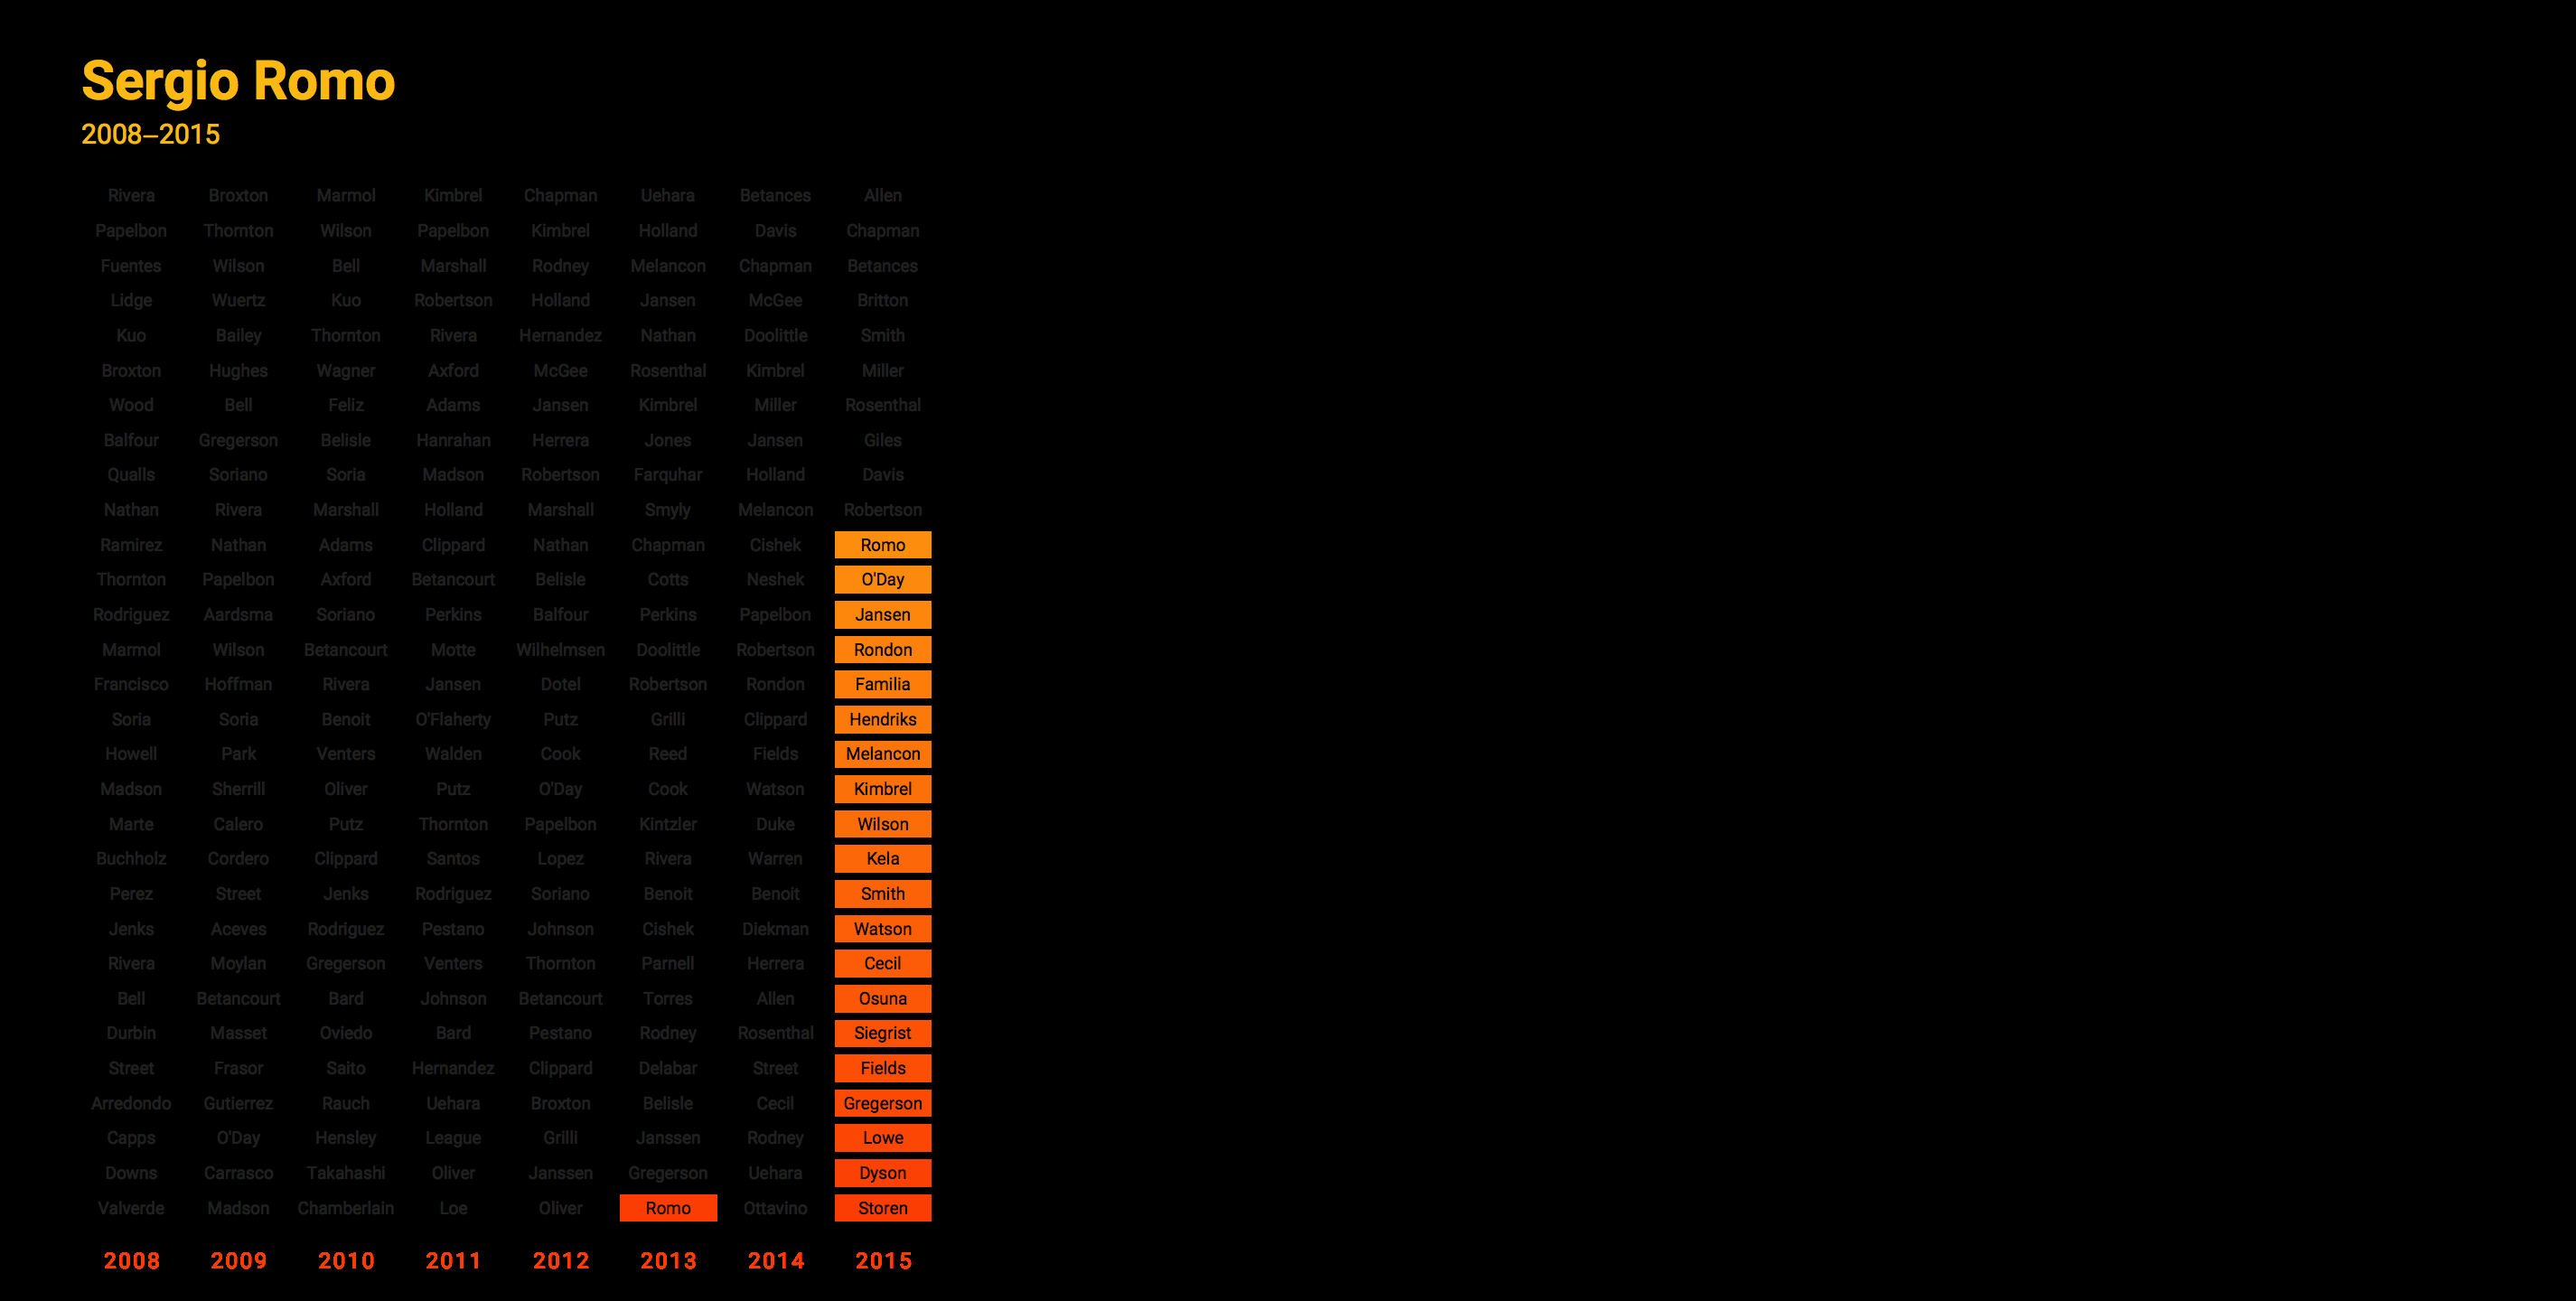 Sergio Romo
2008–2015
Rivera Broxton Marmol Kimbrel Chapman Uehara Betances Allen
Papelbon Thornton Wilson Papelbon Kimbrel Holland Davis Chapman
Fuentes Wilson Bell Marshall Rodney Melancon Chapman Betances
Lidge Wuertz Kuo Robertson Holland Jansen McGee Britton
Kuo Bailey Thornton Rivera Hernandez Nathan Doolittle Smith
Broxton Hughes Wagner Axford McGee Rosenthal Kimbrel Miller
Wood Bell Feliz Adams Jansen Kimbrel Miller Rosenthal
Balfour Gregerson Belisle Hanrahan Herrera Jones Jansen Giles
Qualls Soriano Soria Madson Robertson Farquhar Holland Davis
Nathan Rivera Marshall Holland Marshall Smyly Melancon Robertson
Ramirez Nathan Adams Clippard Nathan Chapman Cishek Romo
Thornton Papelbon Axford Betancourt Belisle Cotts Neshek O'Day
Rodriguez Aardsma Soriano Perkins Balfour Perkins Papelbon Jansen
Marmol Wilson Betancourt Motte Wilhelmsen Doolittle Robertson Rondon
Francisco Hoffman Rivera Jansen Dotel Robertson Rondon Familia
Soria Soria Benoit O'Flaherty Putz Grilli Clippard Hendriks
Howell Park Venters Walden Cook Reed Fields Melancon
Madson Sherrill Oliver Putz O'Day Cook Watson Kimbrel
Marte Calero Putz Thornton Papelbon Kintzler Duke Wilson
Buchholz Cordero Clippard Santos Lopez Rivera Warren Kela
Perez Street Jenks Rodriguez Soriano Benoit Benoit Smith
Jenks Aceves Rodriguez Pestano Johnson Cishek Diekman Watson
Rivera Moylan Gregerson Venters Thornton Parnell Herrera Cecil
Bell Betancourt Bard Johnson Betancourt Torres Allen Osuna
Durbin Masset Oviedo Bard Pestano Rodney Rosenthal Siegrist
Street Frasor Saito Hernandez Clippard Delabar Street Fields
Arredondo Gutierrez Rauch Uehara Broxton Belisle Cecil Gregerson
Capps O'Day Hensley League Grilli Janssen Rodney Lowe
Downs Carrasco Takahashi Oliver Janssen Gregerson Uehara Dyson
Valverde Madson Chamberlain Loe Oliver Romo Ottavino Storen
2008 2009 2010 2011 2012 2013 2014 2015